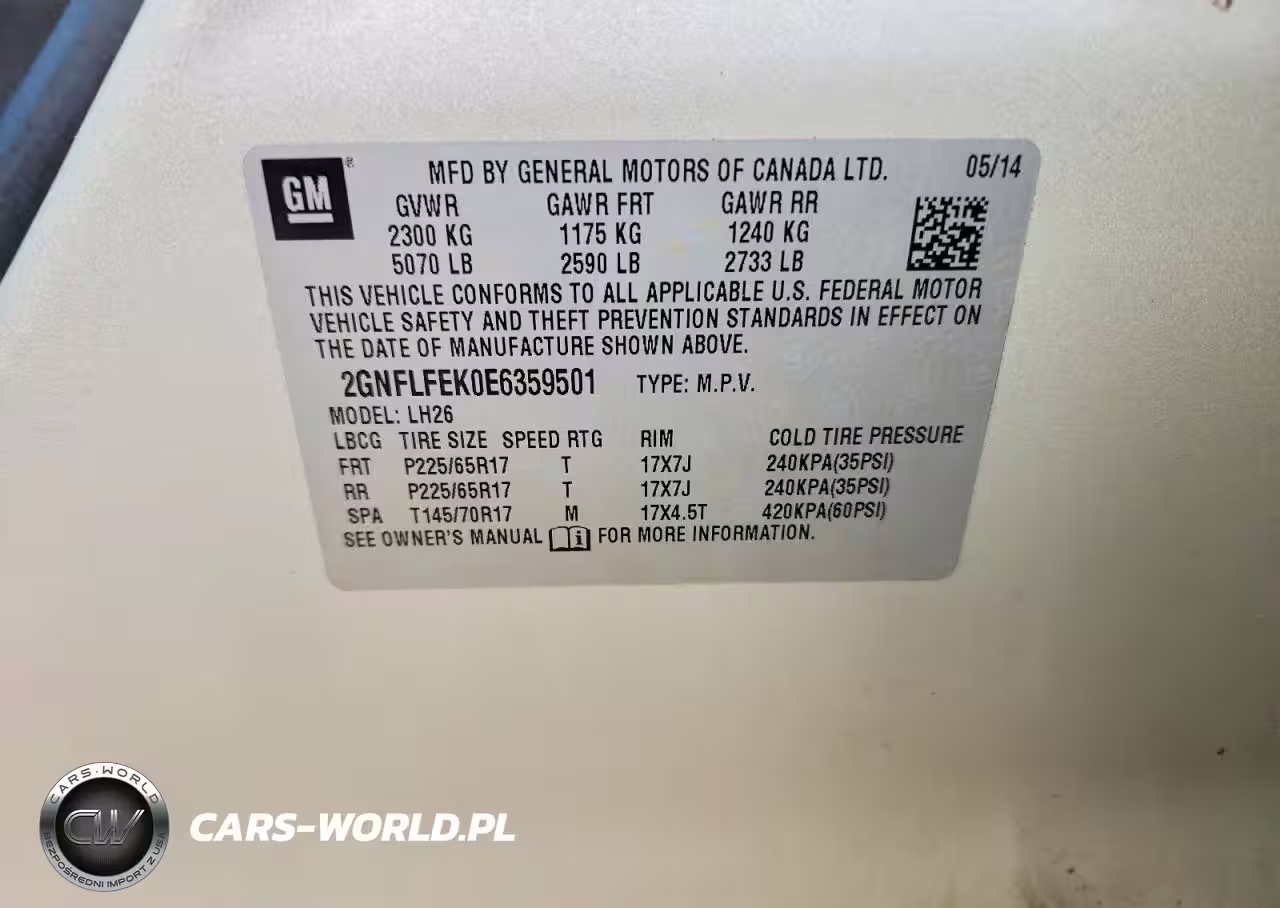 GM ®
MFD BY GENERAL MOTORS OF CANADA LTD. 05/14
GVWR GAWR FRT GAWR RR
2300 KG 1175 KG 1240 KG
5070 LB 2590 LB 2733 LB
THIS VEHICLE CONFORMS TO ALL APPLICABLE U.S. FEDERAL MOTOR
VEHICLE SAFETY AND THEFT PREVENTION STANDARDS IN EFFECT ON
THE DATE OF MANUFACTURE SHOWN ABOVE.
2GNFLFEK0E6359501 TYPE: M.P.V.
MODEL: LH26
LBCG TIRE SIZE SPEED RTG RIM COLD TIRE PRESSURE
FRT P225/65R17 T 17X7J 240KPA(35PSI)
RR P225/65R17 T 17X7J 240KPA(35PSI)
SPA T145/70R17 M 17X4.5T 420KPA(60PSI)
SEE OWNER'S MANUAL i FOR MORE INFORMATION.
CARS-WORLD
CW
BEZPOŚREDNI IMPORT Z USA
CARS-WORLD.PL